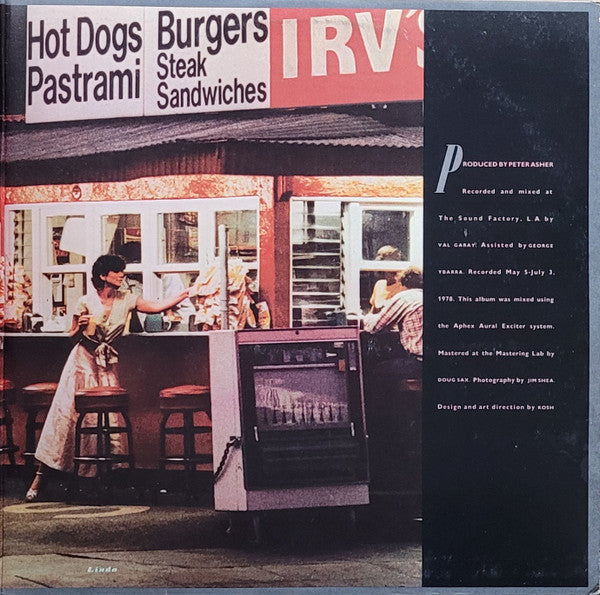 Hot Dogs
Pastrami
Burgers
Steak
Sandwiches
IRV'S
PRODUCED BY PETER ASHER
Recorded and mixed at
The Sound Factory, L.A. by
VAL GARAY. Assisted by GEORGE
YBARRA. Recorded May 5-July 3,
1978. This album was mixed using
the Aphex Aural Exciter system.
Mastered at the Mastering Lab by
DOUG SAX. Photography by JIM SHEA.
Design and art direction by KOSH
Linda